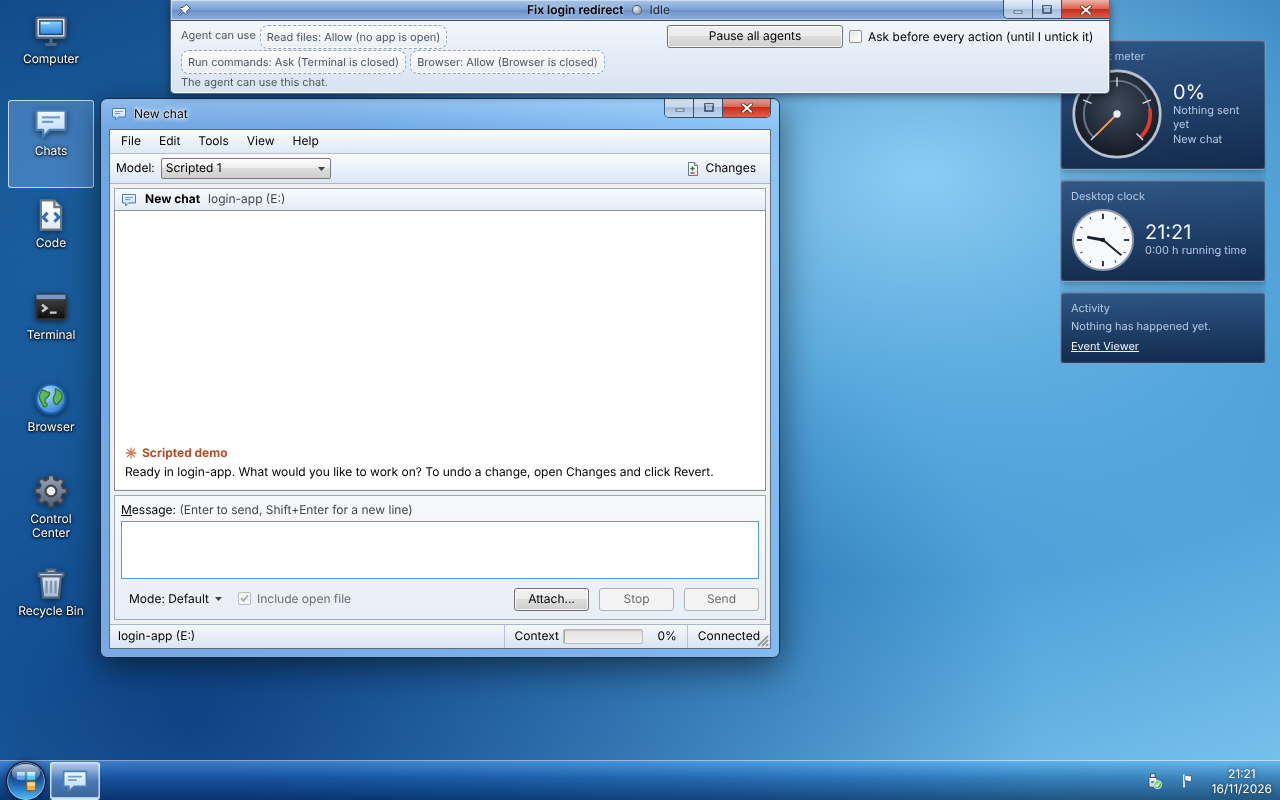 Fix login redirect Idle
Agent can use Read files: Allow (no app is open)
Pause all agents
Ask before every action (until I untick it)
Run commands: Ask (Terminal is closed) Browser: Allow (Browser is closed)
The agent can use this chat.
Computer
Chats
Code
Terminal
Browser
Control
Center
Recycle Bin
New chat
File Edit Tools View Help
Model: Scripted 1 Changes
New chat login-app (E:)
Scripted demo
Ready in login-app. What would you like to work on? To undo a change, open Changes and click Revert.
Message: (Enter to send, Shift+Enter for a new line)
Mode: Default Include open file Attach... Stop Send
login-app (E:) Context 0% Connected
meter
0%
Nothing sent
yet
New chat
Desktop clock
21:21
0:00 h running time
Activity
Nothing has happened yet.
Event Viewer
21:21
16/11/2026